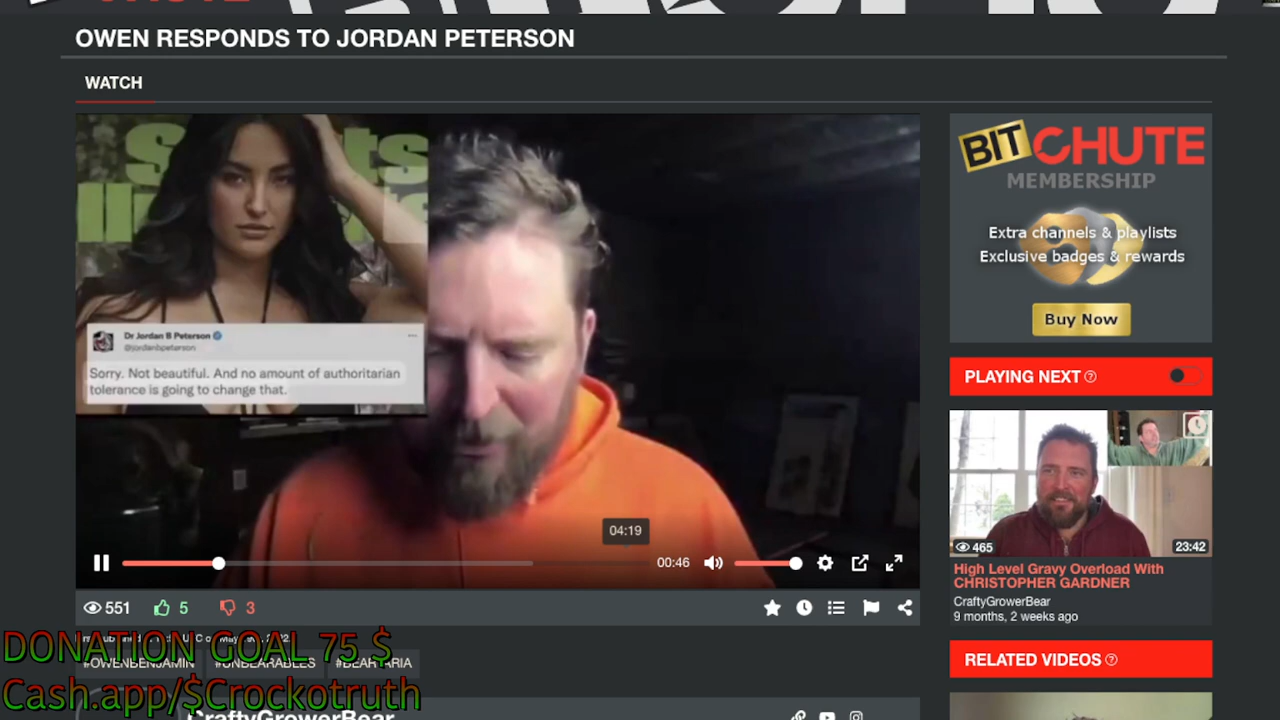 OWEN RESPONDS TO JORDAN PETERSON
WATCH
Sports
Dr Jordan B Peterson
@jordanbpeterson
Sorry. Not beautiful. And no amount of authoritarian
tolerance is going to change that.
04:19
00:46
551
5
3
#OWENBENJAMIN
#UNBEARABLES
#BEARTARIA
DONATION GOAL 75 $
Cash.app/$Crockotruth
CraftyGrowerBear
BITCHUTE
MEMBERSHIP
Extra channels & playlists
Exclusive badges & rewards
Buy Now
PLAYING NEXT
465
23:42
High Level Gravy Overload With
CHRISTOPHER GARDNER
CraftyGrowerBear
9 months, 2 weeks ago
RELATED VIDEOS